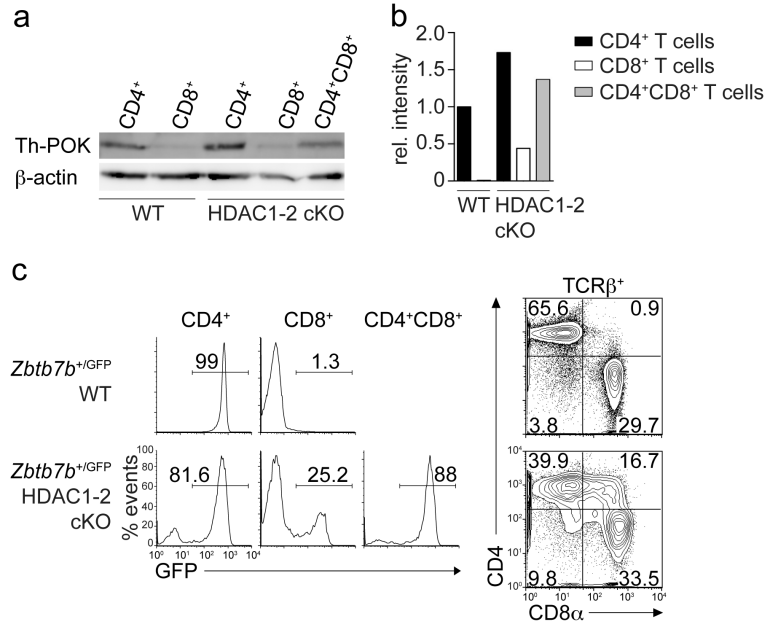 a
CD4⁺ CD8⁺ CD4⁺ CD8⁺ CD4⁺CD8⁺
Th-POK
β-actin
WT HDAC1-2 cKO
b
rel. intensity
2.0
1.5
1.0
0.5
0
WT HDAC1-2
cKO
CD4⁺ T cells
CD8⁺ T cells
CD4⁺CD8⁺ T cells
c
CD4⁺ CD8⁺ CD4⁺CD8⁺
Zbtb7b⁺/ᴳᶠᴾ
WT
99 1.3
Zbtb7b⁺/ᴳᶠᴾ
HDAC1-2
cKO
% events
100
80
60
40
20
0
81.6 25.2 88
10⁰ 10² 10³ 10⁴
GFP
TCRβ⁺
65.6 0.9
3.8 29.7
39.9 16.7
9.8 33.5
10⁴
10³
10²
10¹
10⁰
10⁰ 10¹ 10² 10³ 10⁴
CD4
CD8α